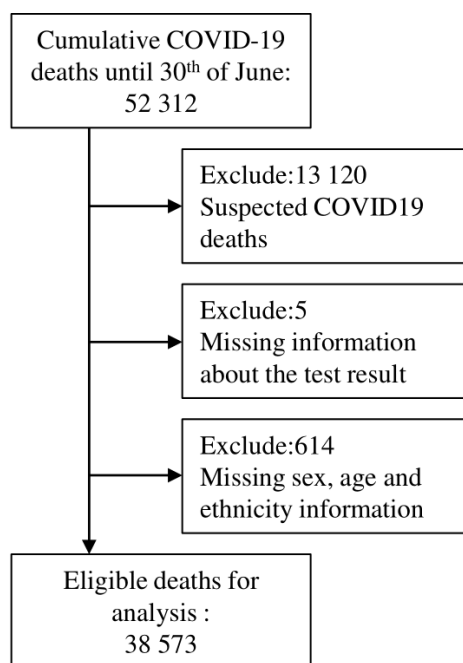 Cumulative COVID-19
deaths until 30th of June:
52 312
Exclude:13 120
Suspected COVID19
deaths
Exclude:5
Missing information
about the test result
Exclude:614
Missing sex, age and
ethnicity information
Eligible deaths for
analysis :
38 573